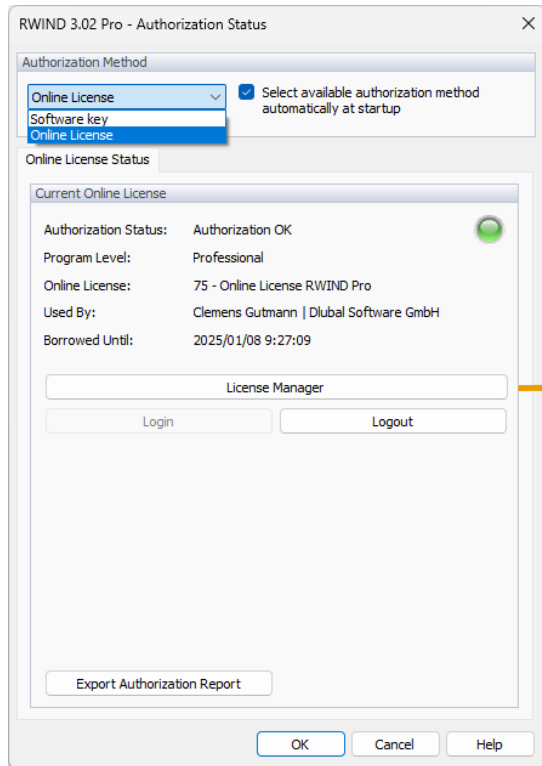 RWIND 3.02 Pro - Authorization Status
Authorization Method
Online License
Select available authorization method
automatically at startup
Software key
Online License
Online License Status
Current Online License
Authorization Status: Authorization OK
Program Level: Professional
Online License: 75 - Online License RWIND Pro
Used By: Clemens Gutmann | Dlubal Software GmbH
Borrowed Until: 2025/01/08 9:27:09
License Manager
Login Logout
Export Authorization Report
OK Cancel Help